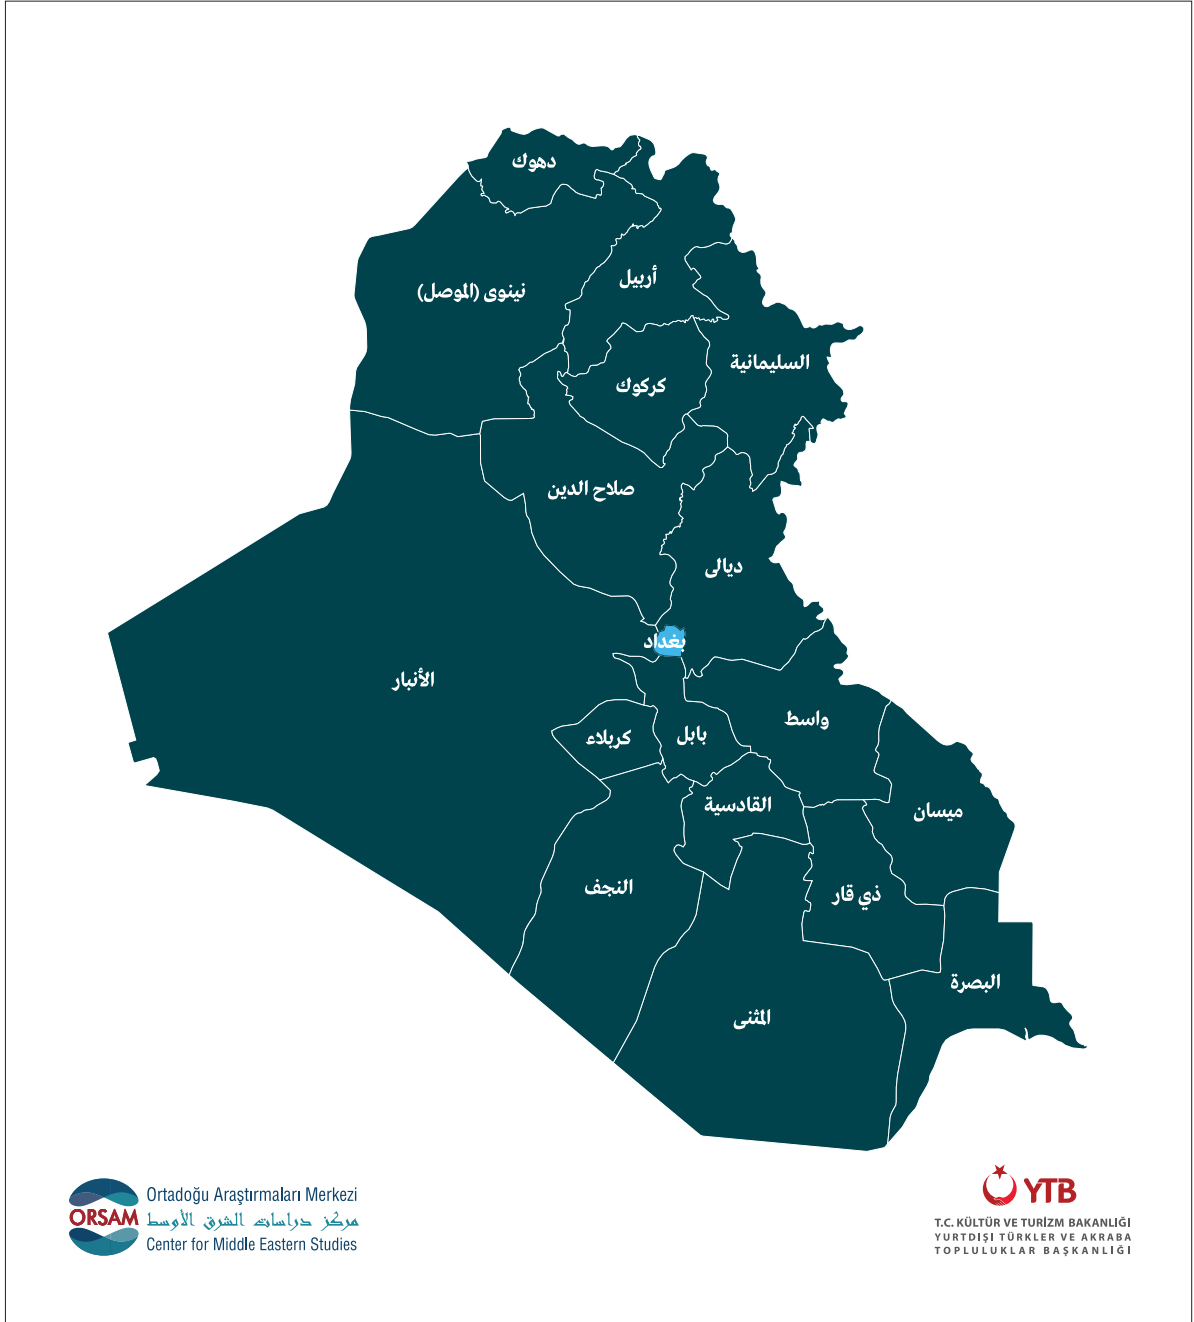 دهوك
أربيل
نينوى (الموصل)
السليمانية
كركوك
صلاح الدين
ديالى
بغداد
الأنبار
واسط
بابل
كربلاء
القادسية
ميسان
النجف
ذي قار
البصرة
المثنى
ORSAM
Ortadoğu Araştırmaları Merkezi
مركز دراسات الشرق الأوسط
Center for Middle Eastern Studies
YTB
T.C. KÜLTÜR VE TURİZM BAKANLIĞI
YURTDIŞI TÜRKLER VE AKRABA
TOPLULUKLAR BAŞKANLIĞI